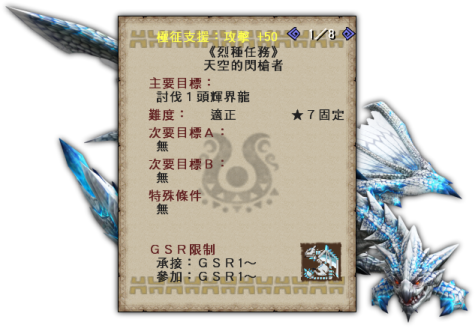 極征支援：攻擊 +50
1/8
《烈種任務》
天空的閃槍者
主要目標：
討伐１頭輝界龍
難度： 適正 ★７固定
次要目標Ａ：
無
次要目標Ｂ：
無
特殊條件
無
ＧＳＲ限制
承接：ＧＳＲ１～
參加：ＧＳＲ１～